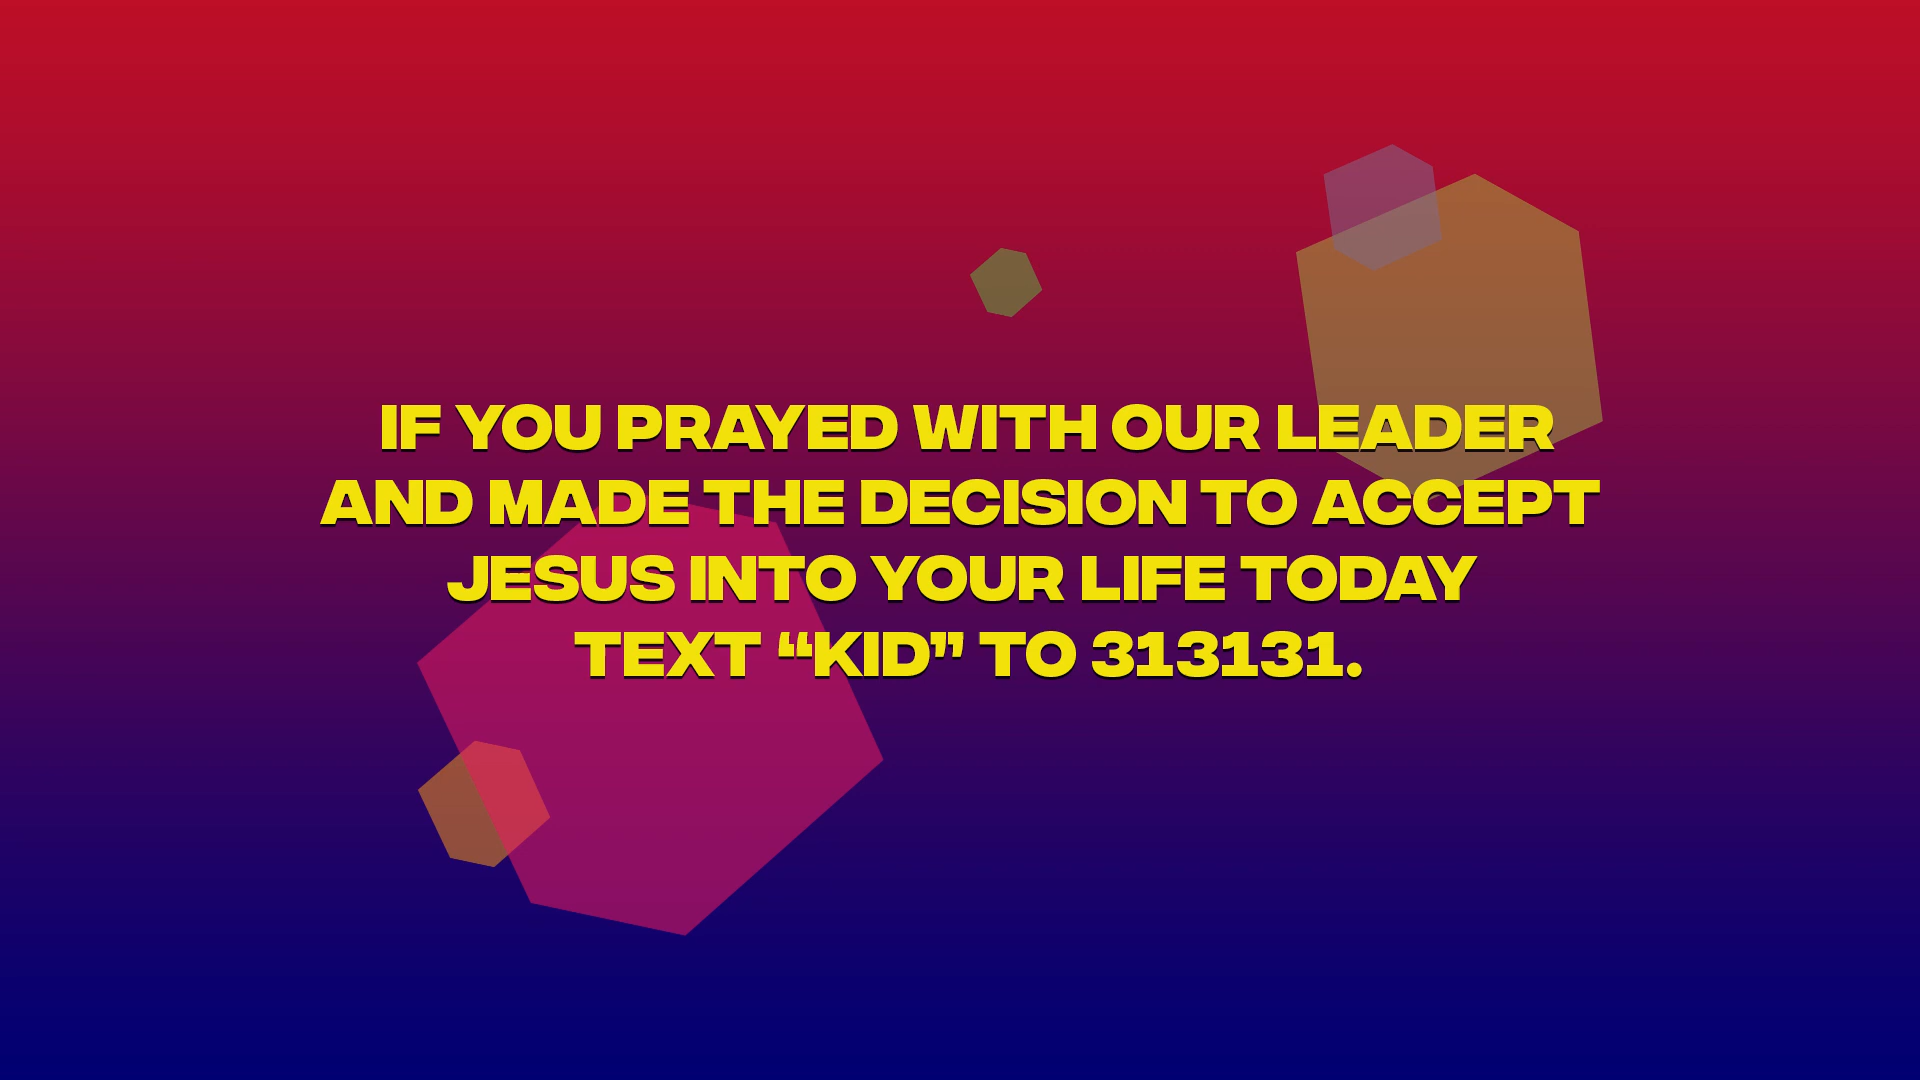 IF YOU PRAYED WITH OUR LEADER
AND MADE THE DECISION TO ACCEPT
JESUS INTO YOUR LIFE TODAY
TEXT “KID” TO 313131.